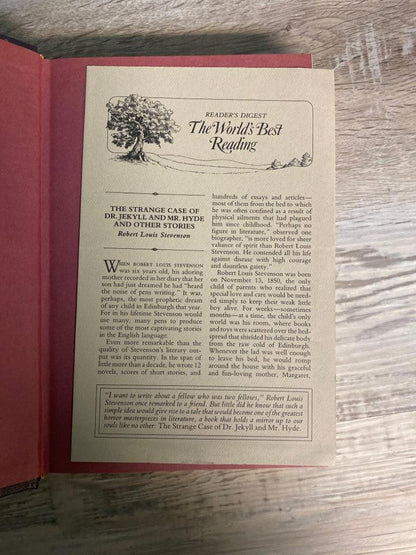 READER'S DIGEST
The World's Best
Reading
THE STRANGE CASE OF
DR. JEKYLL AND MR. HYDE
AND OTHER STORIES
Robert Louis Stevenson
WHEN ROBERT LOUIS STEVENSON
was six years old, his adoring
mother recorded in her diary that her
son had just dreamed he had "heard
the noise of pens writing." It was,
perhaps, the most prophetic dream
of any child in Edinburgh that year.
For in his lifetime Stevenson would
use many, many pens to produce
some of the most captivating stories
in the English language.
Even more remarkable than the
quality of Stevenson's literary out-
put was its quantity. In the span of
little more than a decade, he wrote 12
novels, scores of short stories, and
hundreds of essays and articles—
most of them from the bed to which
he was often confined as a result of
physical ailments that had plagued
him since childhood. "Perhaps no
figure in literature," observed one
biographer, "is more loved for sheer
valiance of spirit than Robert Louis
Stevenson. He contended all his life
against disease with high courage
and dauntless gaiety."
Robert Louis Stevenson was born
on November 13, 1850, the only
child of parents who realized that
special love and care would be need-
ed simply to keep their weak little
boy alive. For weeks—sometimes
months—at a time, the child's only
world was his room, where books
and toys were scattered over the bed-
spread that shielded his delicate body
from the raw cold of Edinburgh.
Whenever the lad was well enough
to leave his bed, he would romp
around the house with his graceful
and fun-loving mother, Margaret,
"I want to write about a fellow who was two fellows," Robert Louis
Stevenson once remarked to a friend. But little did he know that such a
simple idea would give rise to a tale that would become one of the greatest
horror masterpieces in literature, a book that holds a mirror up to our
souls like no other: The Strange Case of Dr. Jekyll and Mr. Hyde.